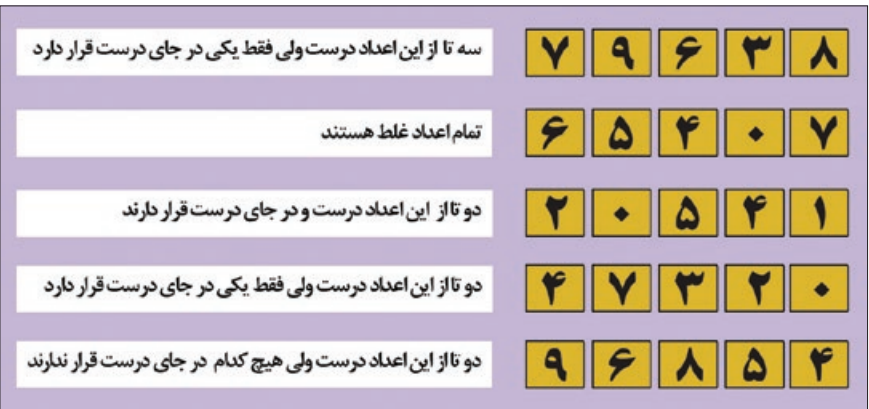 سه تا از این اعداد درست ولی فقط یکی در جای درست قرار دارد
۷ ۹ ۶ ۳ ۸
تمام اعداد غلط هستند
۶ ۵ ۴ ۰ ۷
دو تا از این اعداد درست و در جای درست قرار دارند
۲ ۰ ۵ ۴ ۱
دو تا از این اعداد درست ولی فقط یکی در جای درست قرار دارد
۴ ۷ ۳ ۲ ۰
دو تا از این اعداد درست ولی هیچ کدام در جای درست قرار ندارند
۹ ۶ ۸ ۵ ۴